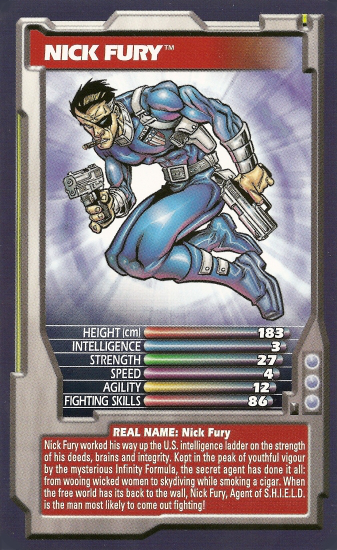 NICK FURY™
HEIGHT (cm) 183
INTELLIGENCE 3
STRENGTH 27
SPEED 4
AGILITY 12
FIGHTING SKILLS 86
REAL NAME: Nick Fury
Nick Fury worked his way up the U.S. intelligence ladder on the strength
of his deeds, brains and integrity. Kept in the peak of youthful vigour
by the mysterious Infinity Formula, the secret agent has done it all:
from wooing wicked women to skydiving while smoking a cigar. When
the free world has its back to the wall, Nick Fury, Agent of S.H.I.E.L.D.
is the man most likely to come out fighting!